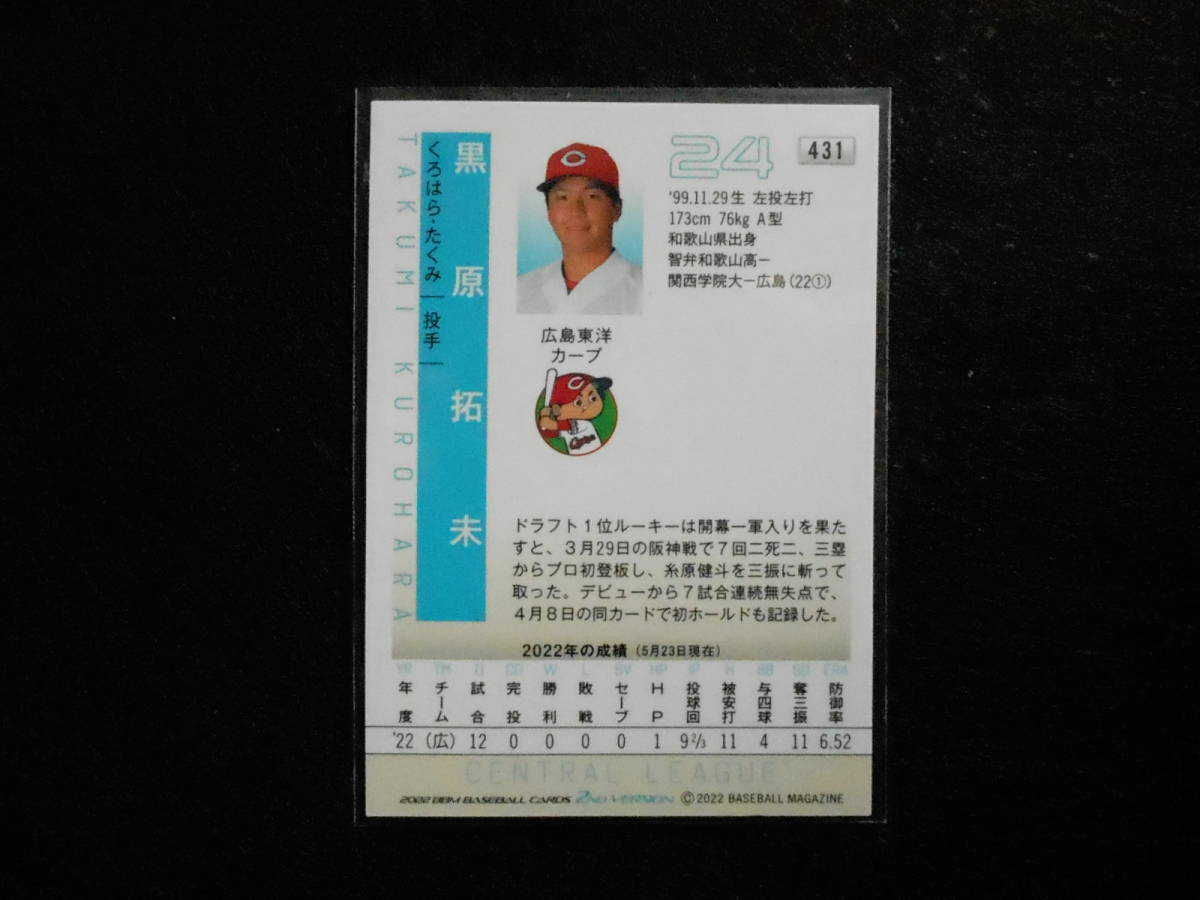 24
431
'99.11.29生 左投左打
173cm 76kg A型
和歌山県出身
智弁和歌山高ー
関西学院大ー広島(22①)
黒原拓未
くろはら・たくみ 投手
TAKUMI KUROHARA
広島東洋
カープ
ドラフト1位ルーキーは開幕一軍入りを果た
すと、3月29日の阪神戦で7回二死二、三塁
からプロ初登板し、糸原健斗を三振に斬って
取った。デビューから7試合連続無失点で、
4月8日の同カードで初ホールドも記録した。
2022年の成績(5月23日現在)
YR TM G CG W L SV HP IP H BB SO ERA
年度 チーム 試合 完投 勝利 敗戦 セーブ HP 投球回 被安打 与四球 奪三振 防御率
'22 (広) 12 0 0 0 0 1 9 2/3 11 4 11 6.52
CENTRAL LEAGUE
2022 BBM BASEBALL CARDS 2ND VERSION ©2022 BASEBALL MAGAZINE